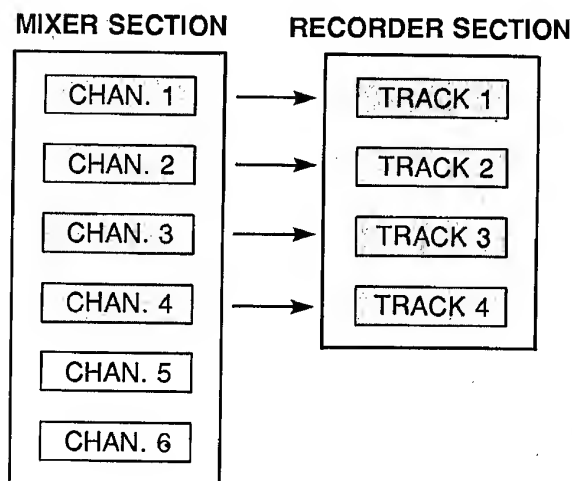 MIXER SECTION
RECORDER SECTION
CHAN. 1
TRACK 1
CHAN. 2
TRACK 2
CHAN. 3
TRACK 3
CHAN. 4
TRACK 4
CHAN. 5
CHAN. 6